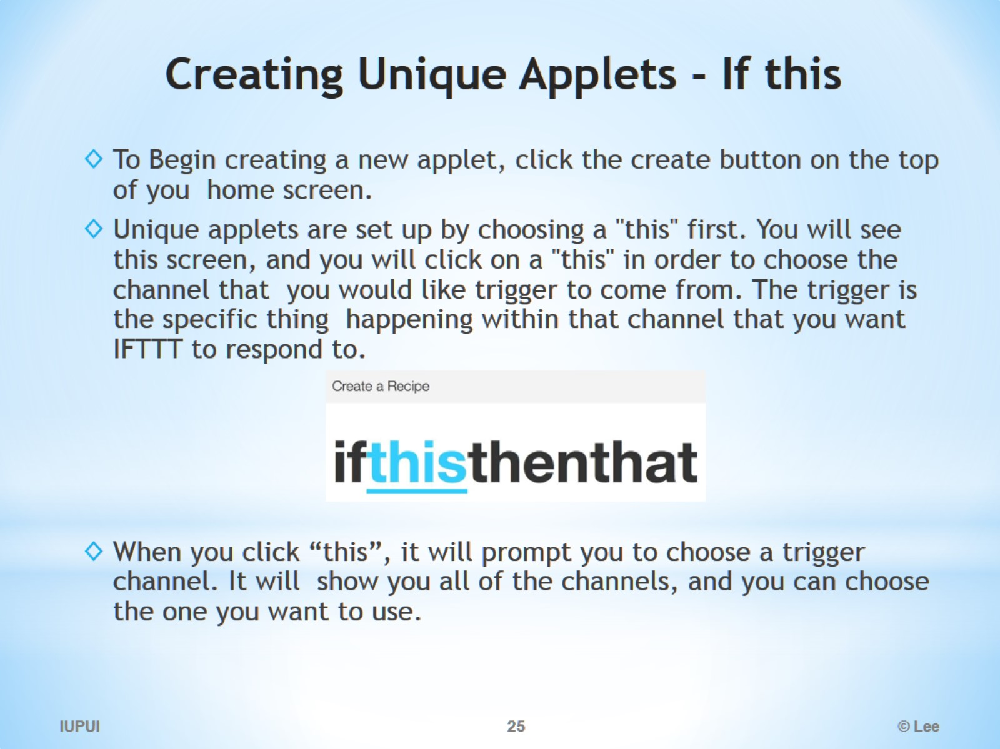 Creating Unique Applets - If this
◇ To Begin creating a new applet, click the create button on the top
of you  home screen.
◇ Unique applets are set up by choosing a "this" first. You will see
this screen, and you will click on a "this" in order to choose the
channel that  you would like trigger to come from. The trigger is
the specific thing  happening within that channel that you want
IFTTT to respond to.
Create a Recipe
ifthisthenthat
◇ When you click “this”, it will prompt you to choose a trigger
channel. It will  show you all of the channels, and you can choose
the one you want to use.
IUPUI 25 © Lee